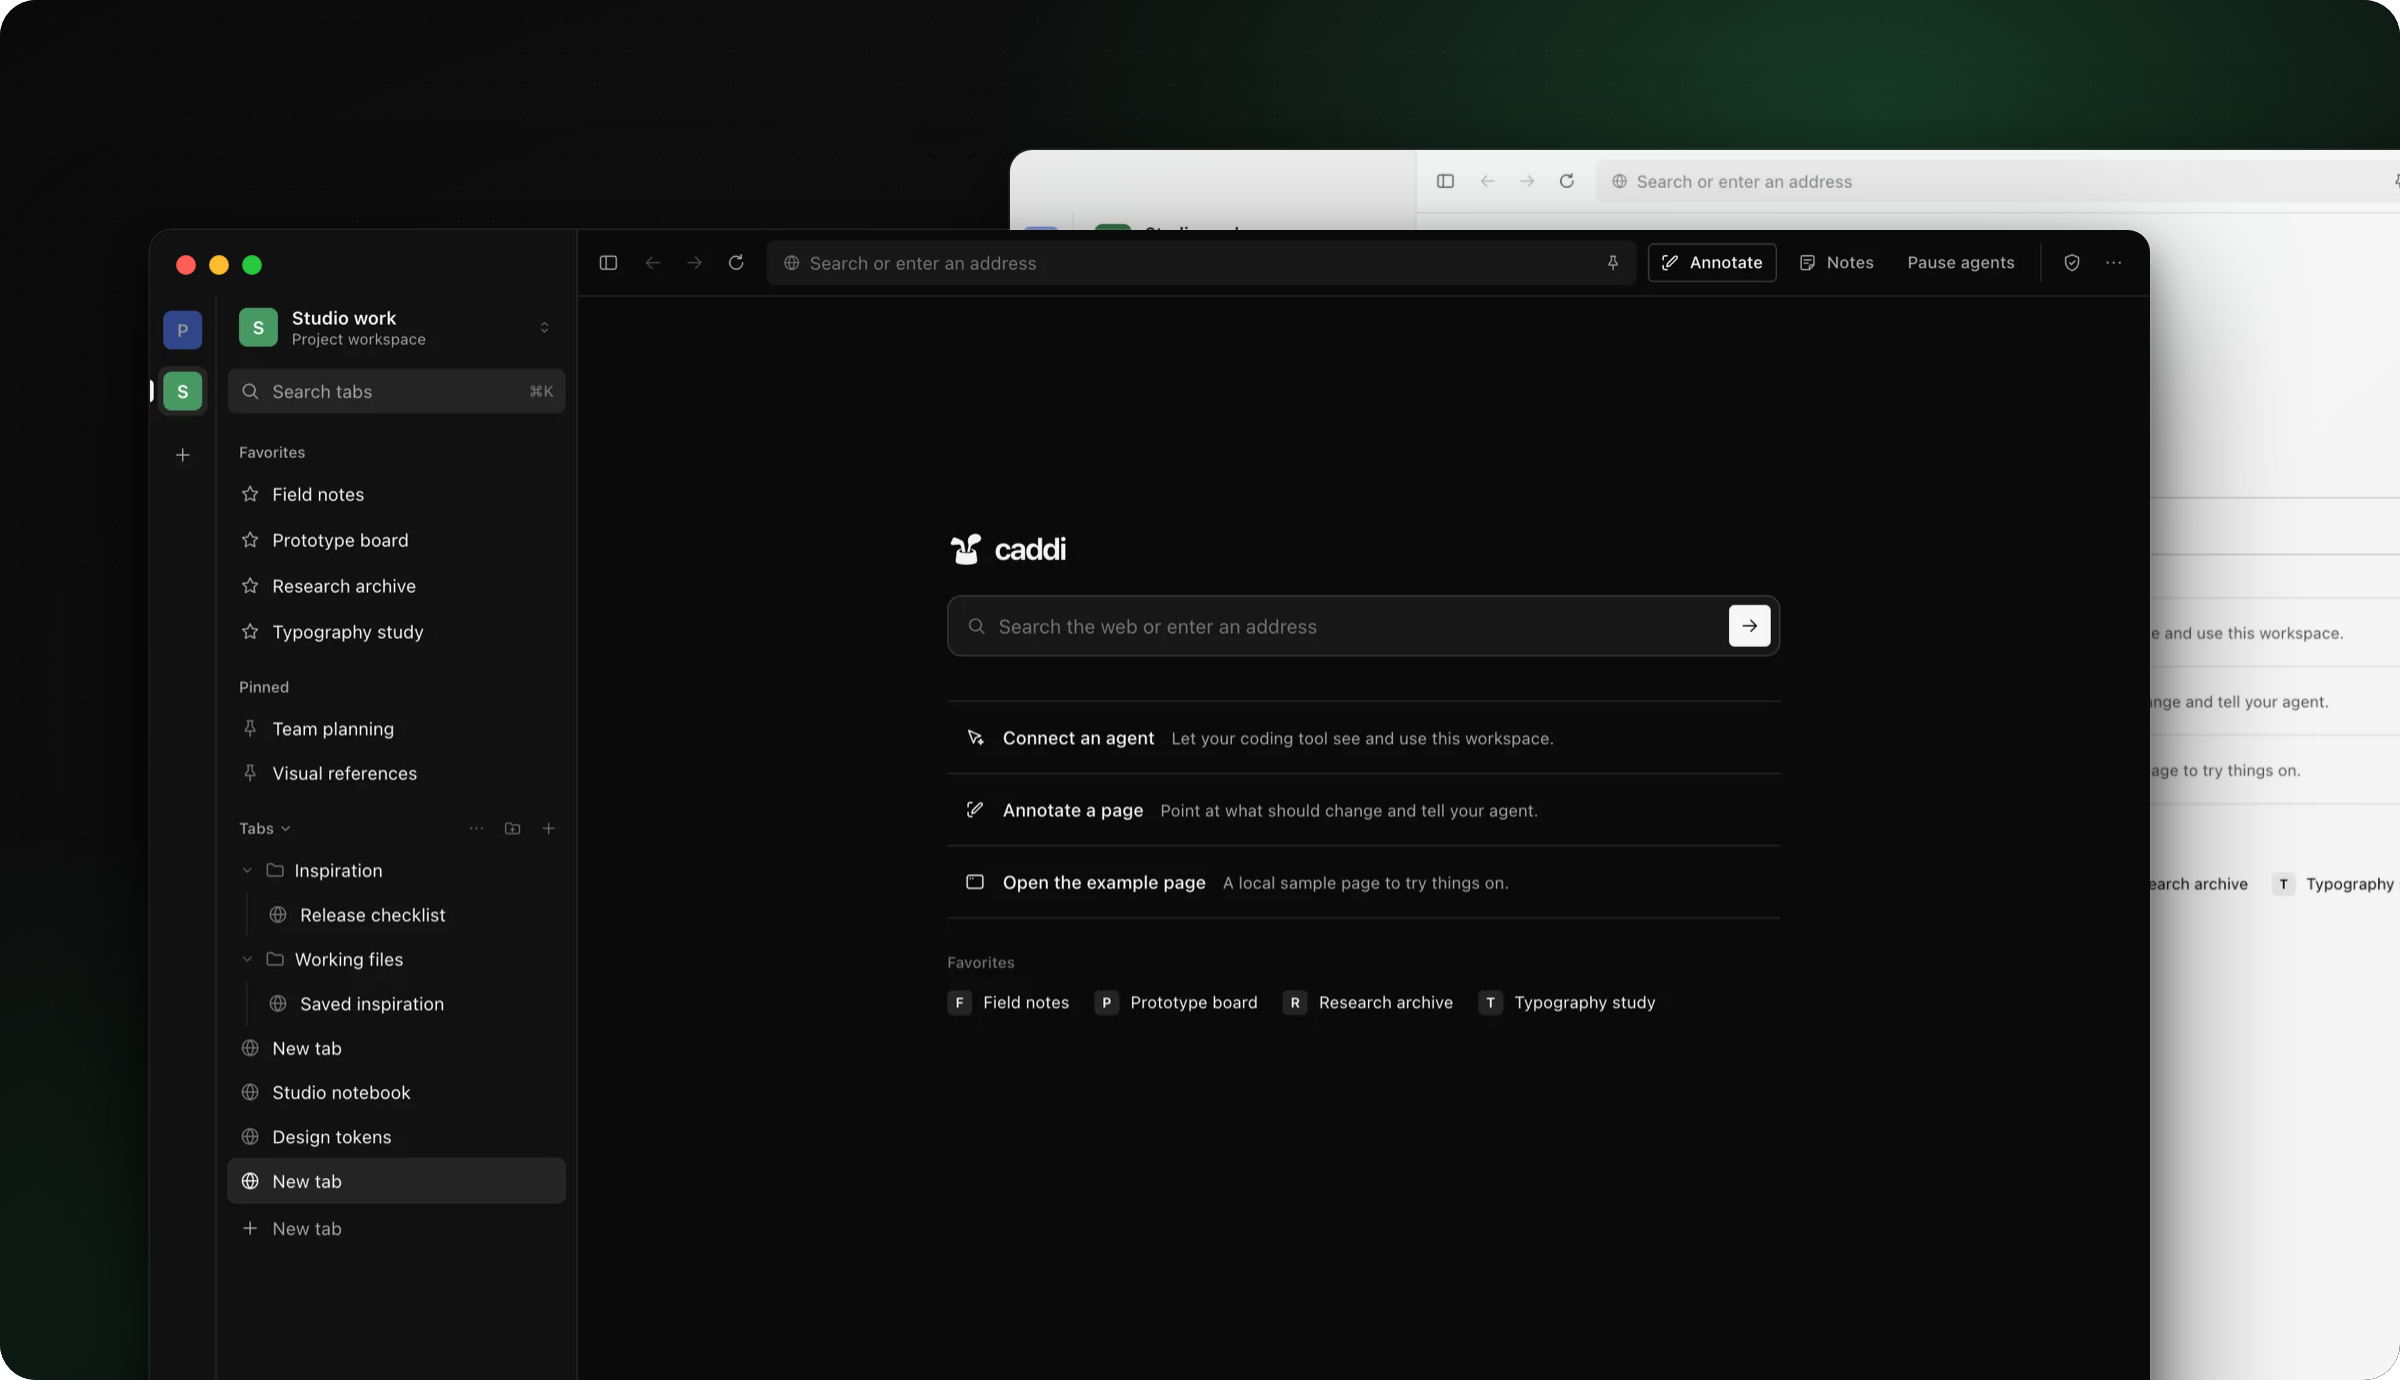 Search or enter an address
Search or enter an address
Annotate
Notes
Pause agents
P
S
Studio work
Project workspace
S
Search tabs
⌘K
Favorites
Field notes
Prototype board
Research archive
Typography study
Pinned
Team planning
Visual references
Tabs
Inspiration
Release checklist
Working files
Saved inspiration
New tab
Studio notebook
Design tokens
New tab
New tab
caddi
Search the web or enter an address
Connect an agent Let your coding tool see and use this workspace.
Annotate a page Point at what should change and tell your agent.
Open the example page A local sample page to try things on.
Favorites
F Field notes P Prototype board R Research archive T Typography study
and use this workspace.
and tell your agent.
to try things on.
archive T Typography